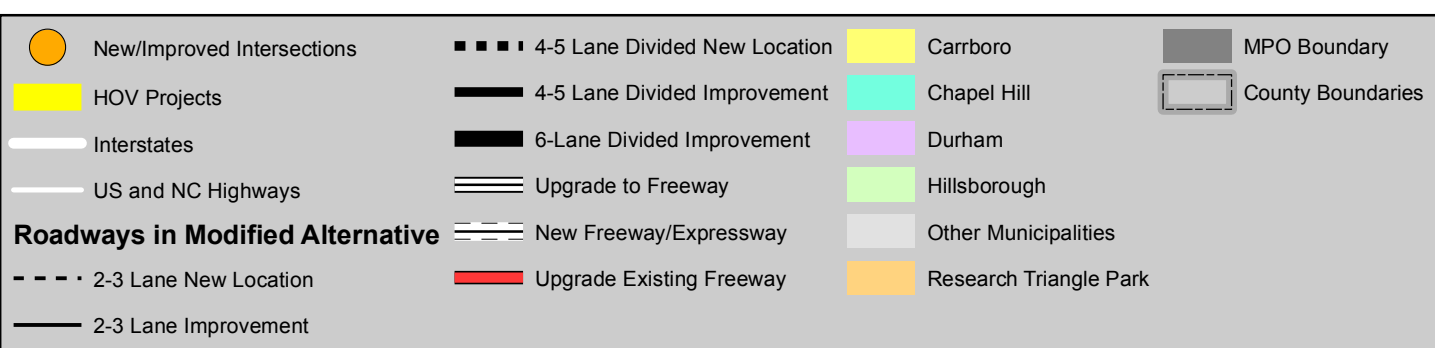 New/Improved Intersections
HOV Projects
Interstates
US and NC Highways
Roadways in Modified Alternative
2-3 Lane New Location
2-3 Lane Improvement
4-5 Lane Divided New Location
4-5 Lane Divided Improvement
6-Lane Divided Improvement
Upgrade to Freeway
New Freeway/Expressway
Upgrade Existing Freeway
Carrboro
Chapel Hill
Durham
Hillsborough
Other Municipalities
Research Triangle Park
MPO Boundary
County Boundaries